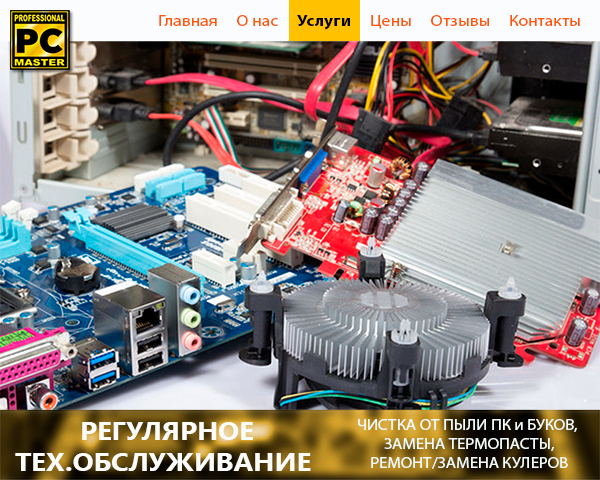 PROFESSIONAL
PC
MASTER
Главная О нас Услуги Цены Отзывы Контакты
РЕГУЛЯРНОЕ
ТЕХ.ОБСЛУЖИВАНИЕ
ЧИСТКА ОТ ПЫЛИ ПК и БУКОВ,
ЗАМЕНА ТЕРМОПАСТЫ,
РЕМОНТ/ЗАМЕНА КУЛЕРОВ